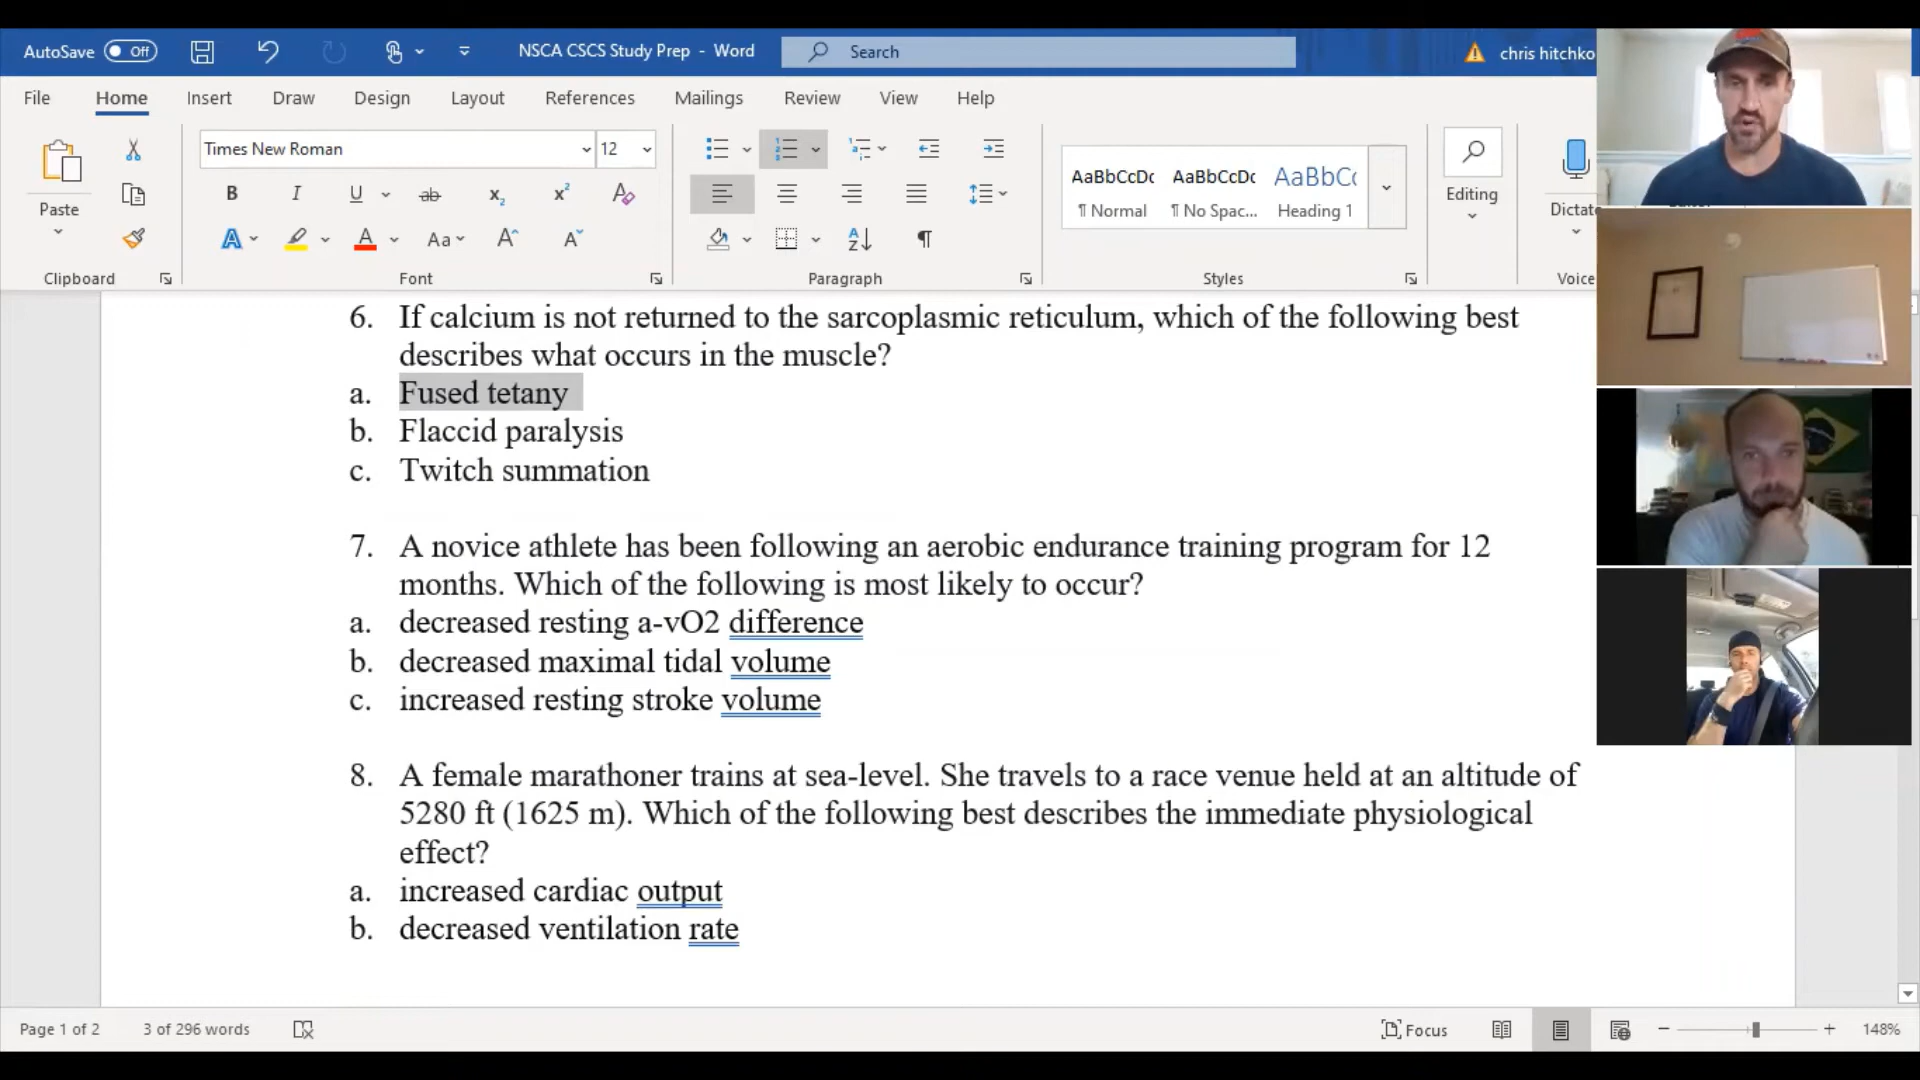 AutoSave Off NSCA CSCS Study Prep - Word Search chris hitchko
File Home Insert Draw Design Layout References Mailings Review View Help
Times New Roman 12
AaBbCcDc AaBbCcDc AaBbCc
Paste B I U ab x₂ x² A ¶ Normal ¶ No Spac... Heading 1 Editing Dictate
A A Aa A A A Z ¶
Clipboard Font Paragraph Styles Voice
6. If calcium is not returned to the sarcoplasmic reticulum, which of the following best
describes what occurs in the muscle?
a. Fused tetany
b. Flaccid paralysis
c. Twitch summation
7. A novice athlete has been following an aerobic endurance training program for 12
months. Which of the following is most likely to occur?
a. decreased resting a-vO2 difference
b. decreased maximal tidal volume
c. increased resting stroke volume
8. A female marathoner trains at sea-level. She travels to a race venue held at an altitude of
5280 ft (1625 m). Which of the following best describes the immediate physiological
effect?
a. increased cardiac output
b. decreased ventilation rate
Page 1 of 2 3 of 296 words Focus 148%